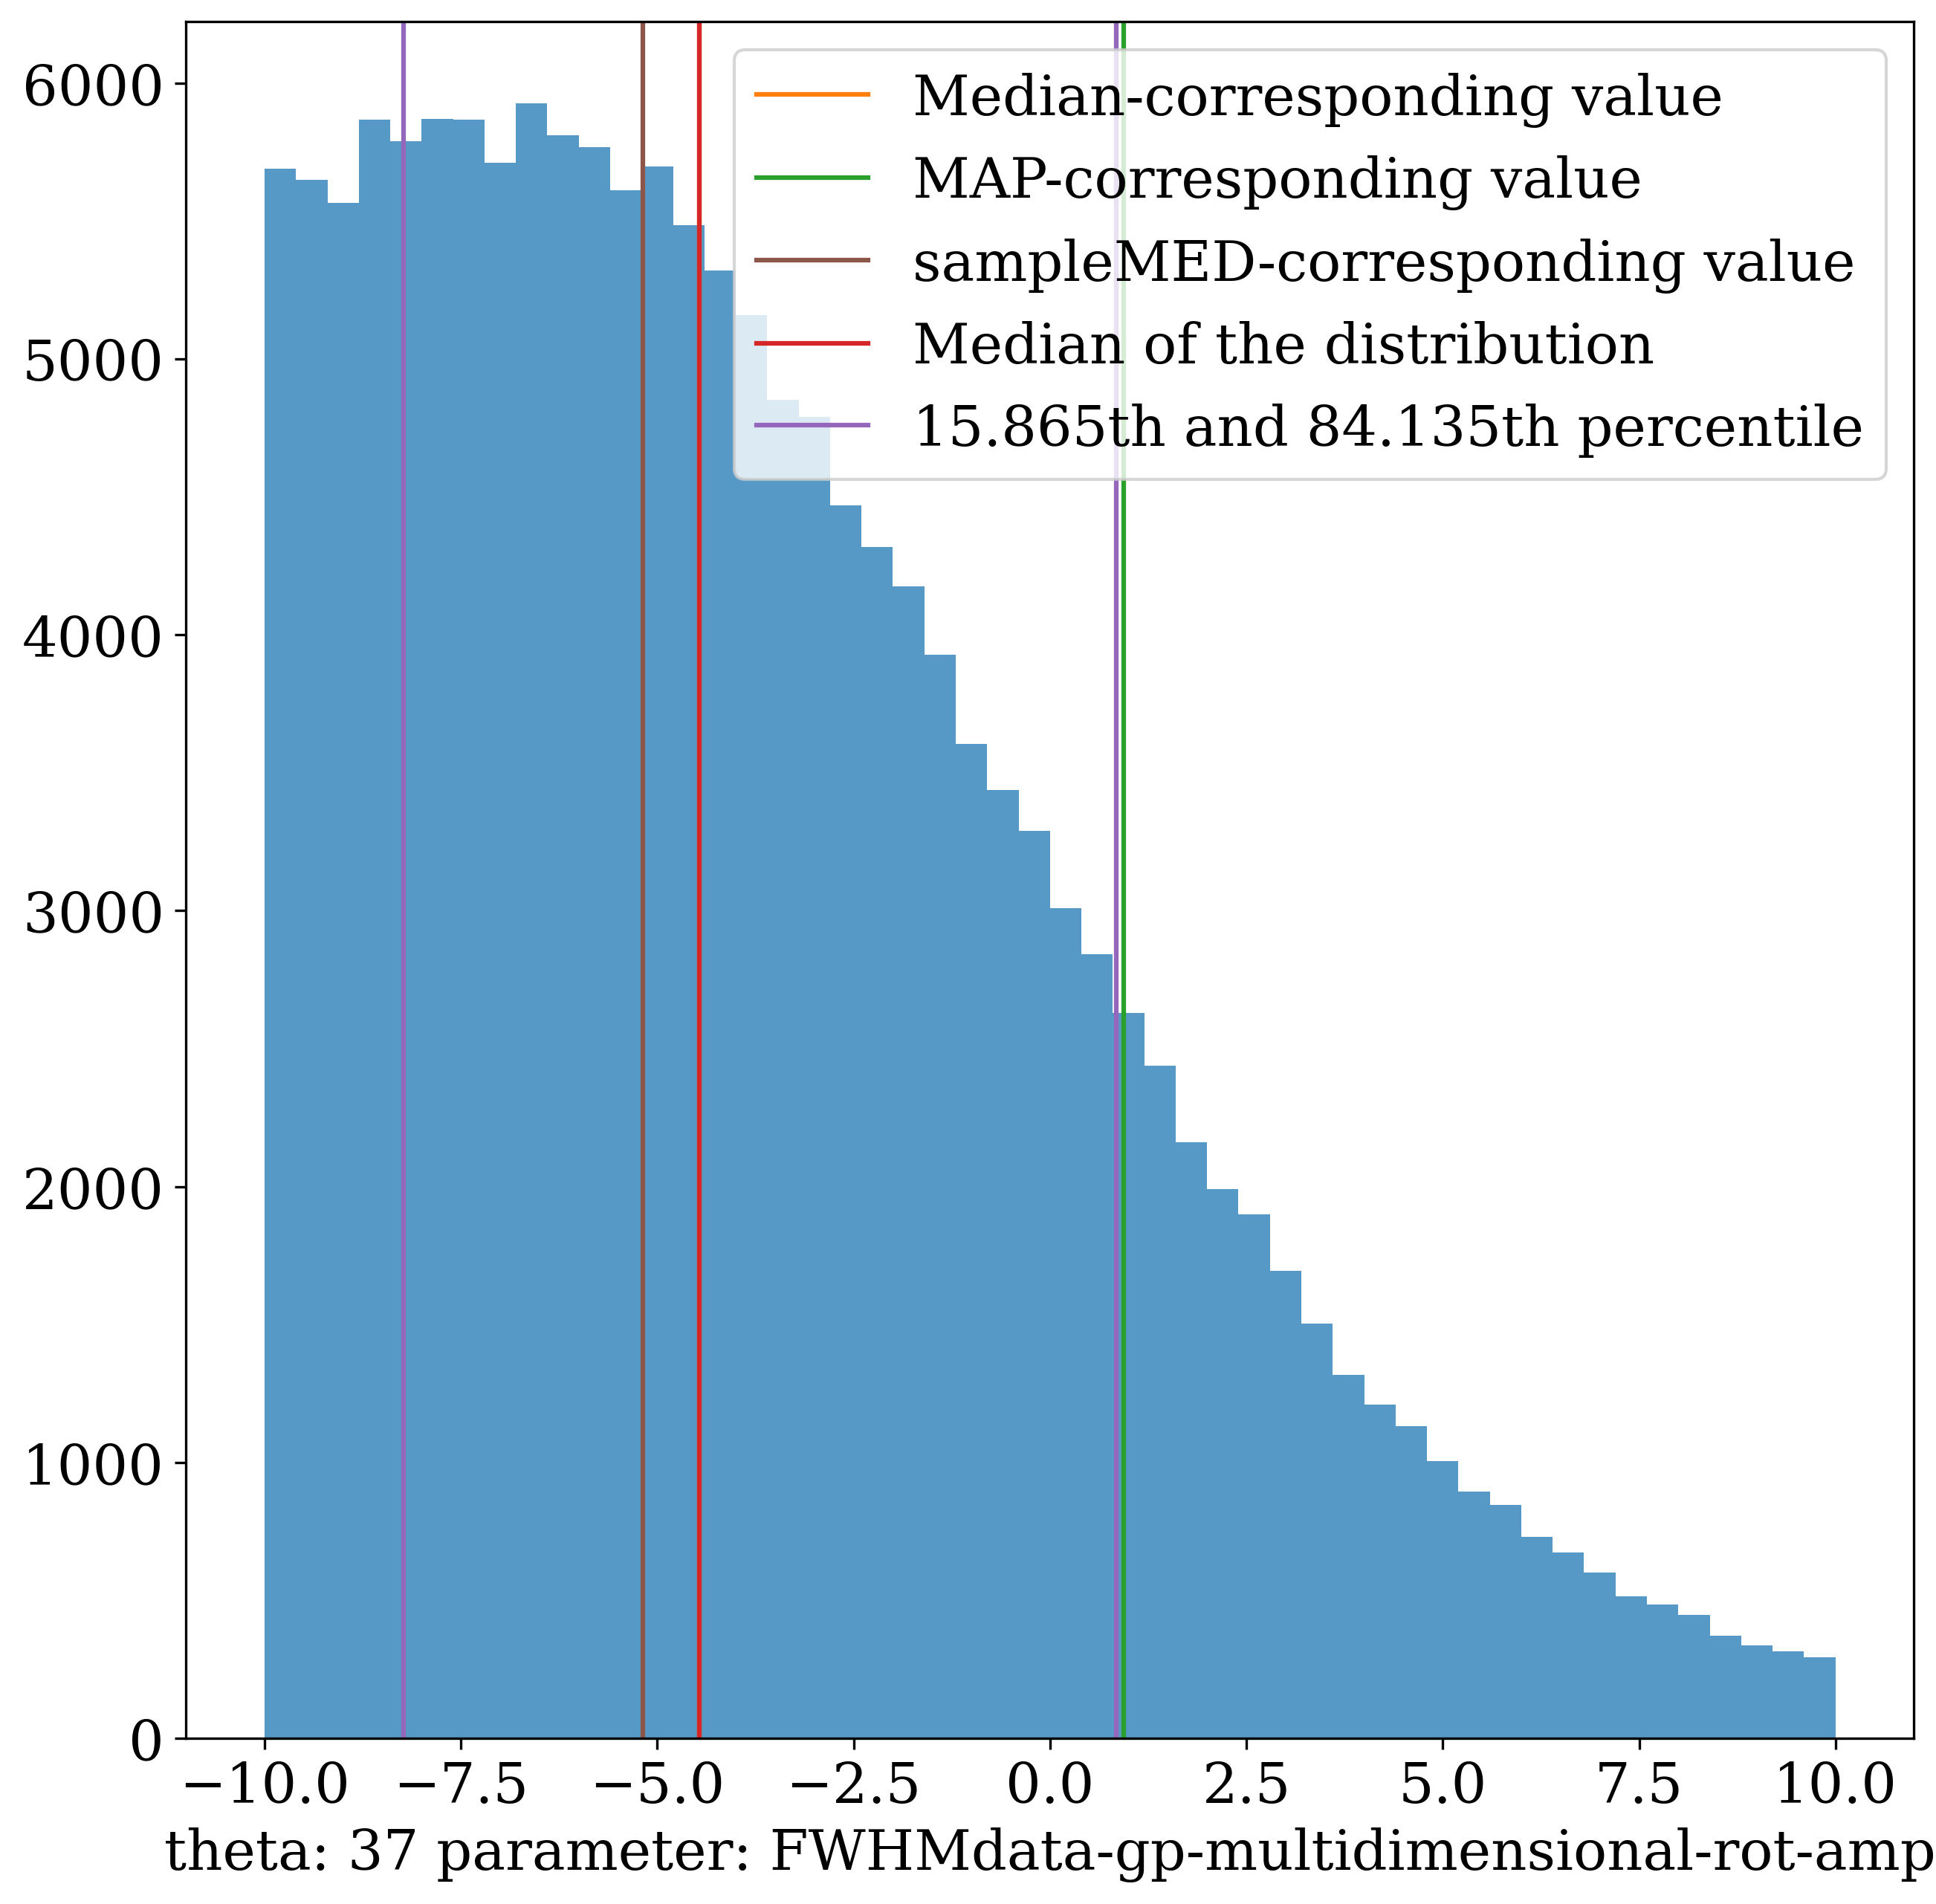 6000
5000
4000
3000
2000
1000
0
Median-corresponding value
MAP-corresponding value
sampleMED-corresponding value
Median of the distribution
15.865th and 84.135th percentile
−10.0 −7.5 −5.0 −2.5 0.0 2.5 5.0 7.5 10.0
theta: 37 parameter: FWHMdata-gp-multidimensional-rot-amp